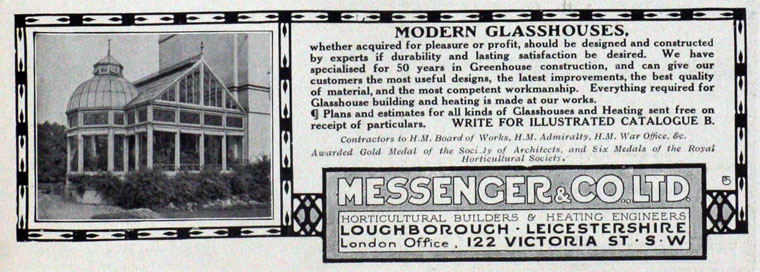 MODERN GLASSHOUSES,
whether acquired for pleasure or profit, should be designed and constructed
by experts if durability and lasting satisfaction be desired. We have
specialised for 50 years in Greenhouse construction, and can give our
customers the most useful designs, the latest improvements, the best quality
of material, and the most competent workmanship. Everything required for
Glasshouse building and heating is made at our works.
¶ Plans and estimates for all kinds of Glasshouses and Heating sent free on
receipt of particulars. WRITE FOR ILLUSTRATED CATALOGUE B.
Contractors to H.M. Board of Works, H.M. Admiralty, H.M. War Office, &c.
Awarded Gold Medal of the Society of Architects, and Six Medals of the Royal
Horticultural Society.
MESSENGER & CO., LTD.
HORTICULTURAL BUILDERS & HEATING ENGINEERS
LOUGHBOROUGH · LEICESTERSHIRE
London Office, 122 VICTORIA ST · S · W